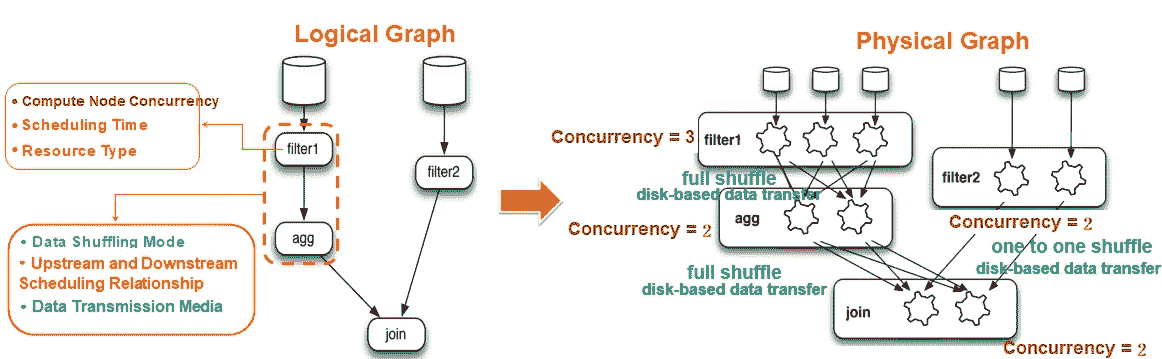 Logical Graph
• Compute Node Concurrency
• Scheduling Time
• Resource Type
filter1
filter2
agg
• Data Shuffling Mode
• Upstream and Downstream
Scheduling Relationship
• Data Transmission Media
join
Physical Graph
Concurrency = 3
filter1
full shuffle
disk-based data transfer
filter2
agg
Concurrency = 2
Concurrency = 2
one to one shuffle
disk-based data transfer
full shuffle
disk-based data transfer
join
Concurrency = 2